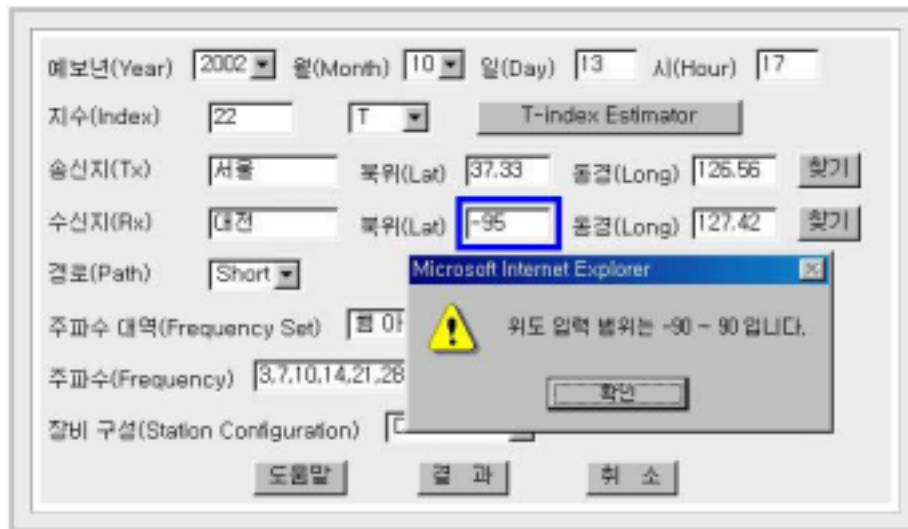 예보년(Year) 2002 월(Month) 10 일(Day) 13 시(Hour) 17
지수(Index) 22 T T-index Estimator
송신지(Tx) 서울 북위(Lat) 37.33 동경(Long) 126.56 찾기
수신지(Rx) 대전 북위(Lat) -95 동경(Long) 127.42 찾기
경로(Path) Short
Microsoft Internet Explorer
위도 입력 범위는 -90 ~ 90 입니다.
확인
주파수 대역(Frequency Set)
주파수(Frequency) 3,7,10,14,21,28
장비 구성(Station Configuration)
도움말 결 과 취 소